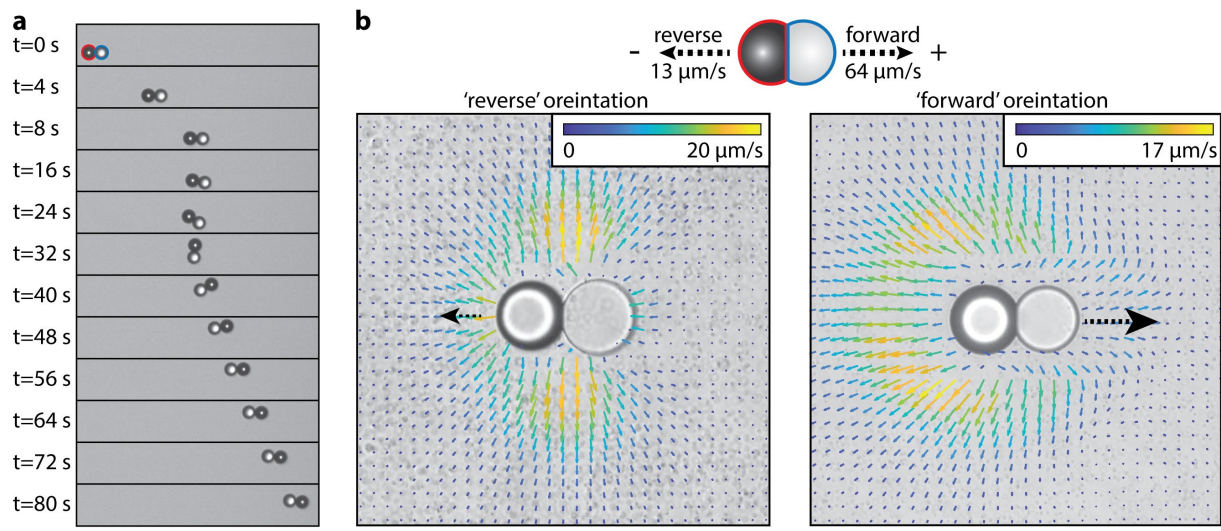 a
t=0 s
t=4 s
t=8 s
t=16 s
t=24 s
t=32 s
t=40 s
t=48 s
t=56 s
t=64 s
t=72 s
t=80 s
b
- reverse forward +
13 µm/s 64 µm/s
'reverse' oreintation
0 20 µm/s
'forward' oreintation
0 17 µm/s